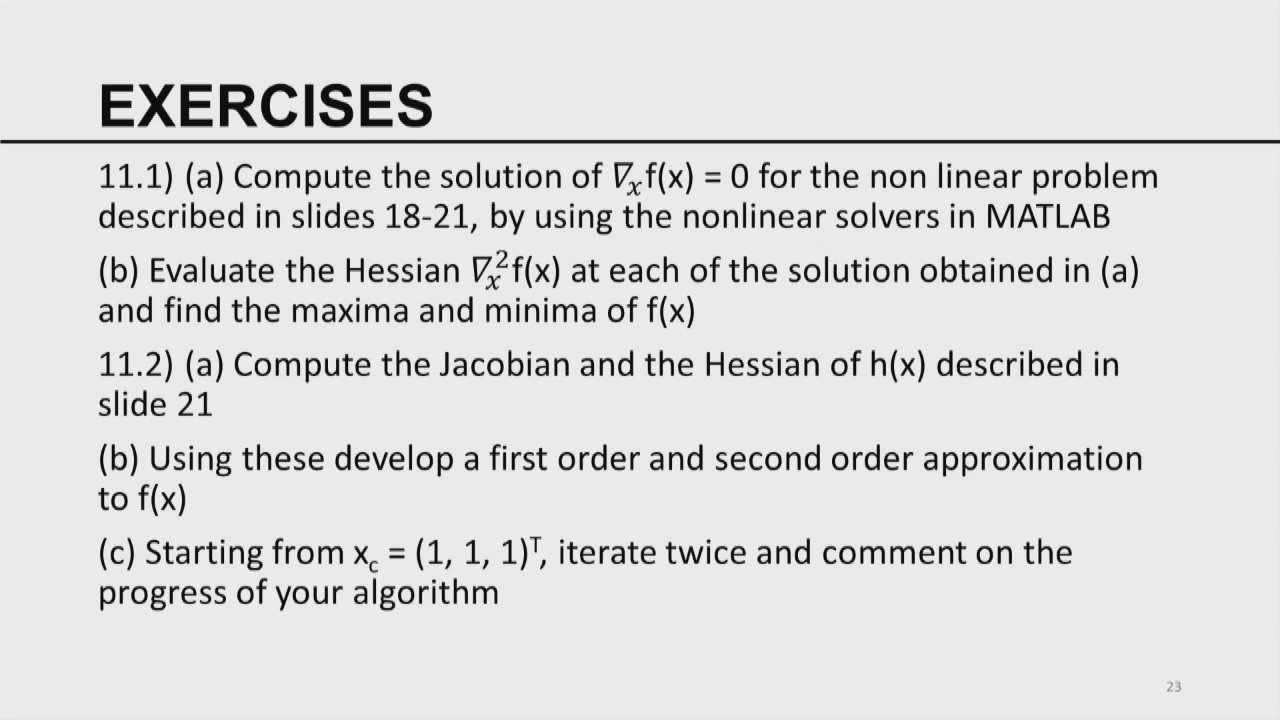 EXERCISES
11.1) (a) Compute the solution of ∇ₓf(x) = 0 for the non linear problem
described in slides 18-21, by using the nonlinear solvers in MATLAB
(b) Evaluate the Hessian ∇ₓ²f(x) at each of the solution obtained in (a)
and find the maxima and minima of f(x)
11.2) (a) Compute the Jacobian and the Hessian of h(x) described in
slide 21
(b) Using these develop a first order and second order approximation
to f(x)
(c) Starting from x_c = (1, 1, 1)ᵀ, iterate twice and comment on the
progress of your algorithm
23